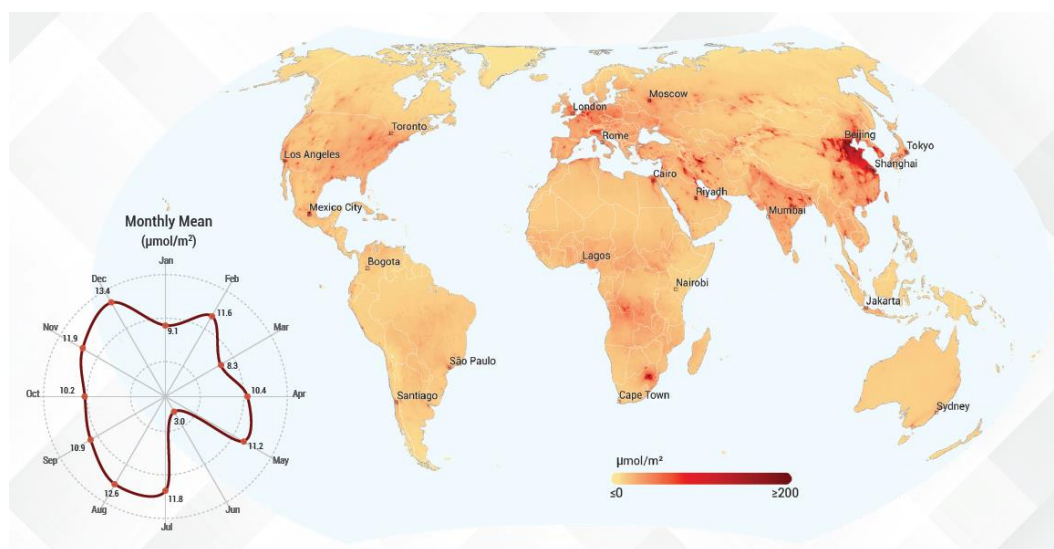 Moscow
London
Toronto
Rome
Beijing
Tokyo
Los Angeles
Shanghai
Cairo
Riyadh
Mexico City
Mumbai
Monthly Mean
(µmol/m²)
Jan
Bogota
Lagos
Dec
Feb
Nairobi
13.4
11.6
Jakarta
Nov
9.1
Mar
11.9
8.3
São Paulo
Oct
10.2
10.4
Apr
Santiago
Cape Town
Sydney
3.0
10.9
11.2
Sep
May
µmol/m²
12.6
11.8
≤0
≥200
Aug
Jun
Jul